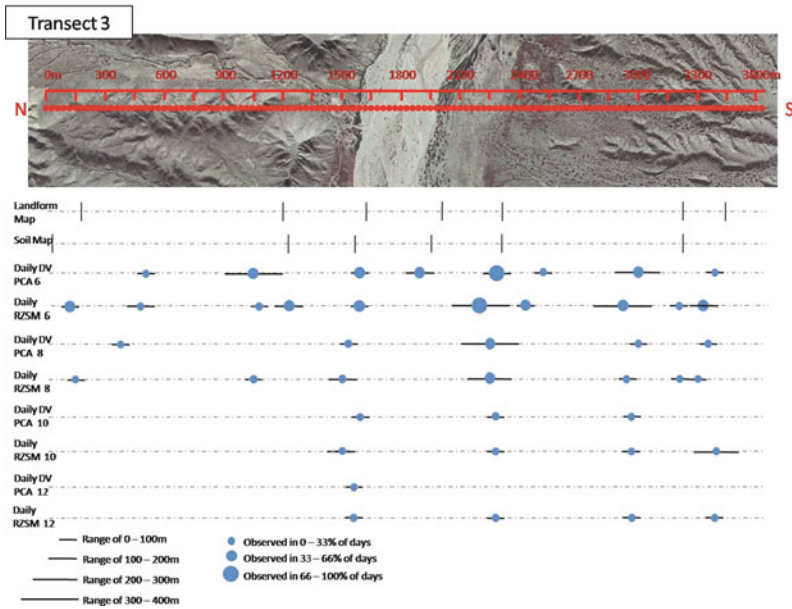 Transect 3
0m 300 600 900 1200 1500 1800 2100 2400 2700 3000 3300 3600m
N S
Landform
Map
Soil Map
Daily DV
PCA 6
Daily
RZSM 6
Daily DV
PCA 8
Daily
RZSM 8
Daily DV
PCA 10
Daily
RZSM 10
Daily DV
PCA 12
Daily
RZSM 12
Range of 0 – 100m
Range of 100 – 200m
Range of 200 – 300m
Range of 300 – 400m
Observed in 0 – 33% of days
Observed in 33 – 66% of days
Observed in 66 – 100% of days